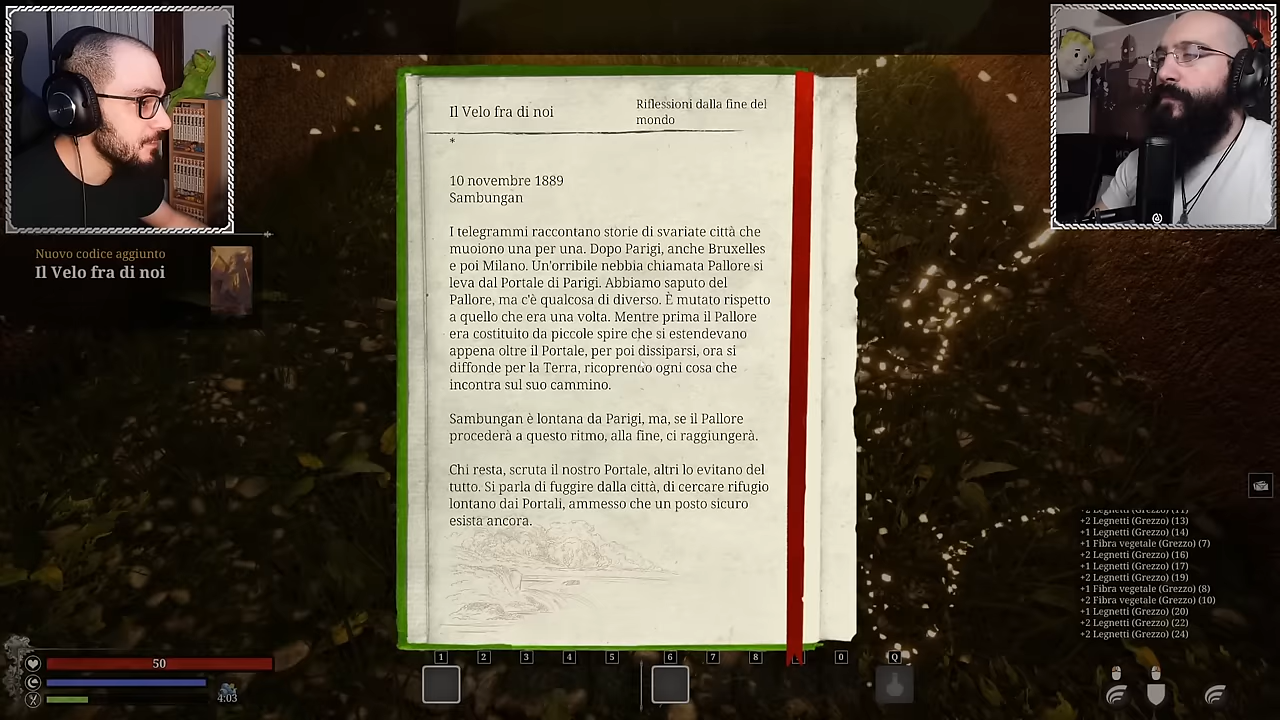 Il Velo fra di noi
Riflessioni dalla fine del
mondo
*
10 novembre 1889
Sambungan
I telegrammi raccontano storie di svariate città che
muoiono una per una. Dopo Parigi, anche Bruxelles
e poi Milano. Un'orribile nebbia chiamata Pallore si
leva dal Portale di Parigi. Abbiamo saputo del
Pallore, ma c'è qualcosa di diverso. È mutato rispetto
a quello che era una volta. Mentre prima il Pallore
era costituito da piccole spire che si estendevano
appena oltre il Portale, per poi dissiparsi, ora si
diffonde per la Terra, ricoprendo ogni cosa che
incontra sul suo cammino.
Sambungan è lontana da Parigi, ma, se il Pallore
procederà a questo ritmo, alla fine, ci raggiungerà.
Chi resta, scruta il nostro Portale, altri lo evitano del
tutto. Si parla di fuggire dalla città, di cercare rifugio
lontano dai Portali, ammesso che un posto sicuro
esista ancora.
Nuovo codice aggiunto
Il Velo fra di noi
+2 Legnetti (Grezzo) (11)
+2 Legnetti (Grezzo) (13)
+1 Legnetti (Grezzo) (14)
+1 Fibra vegetale (Grezzo) (7)
+2 Legnetti (Grezzo) (16)
+1 Legnetti (Grezzo) (17)
+2 Legnetti (Grezzo) (19)
+1 Fibra vegetale (Grezzo) (8)
+2 Fibra vegetale (Grezzo) (10)
+1 Legnetti (Grezzo) (20)
+2 Legnetti (Grezzo) (22)
+2 Legnetti (Grezzo) (24)
50
4:03
1 2 3 4 5 6 7 8 0 Q